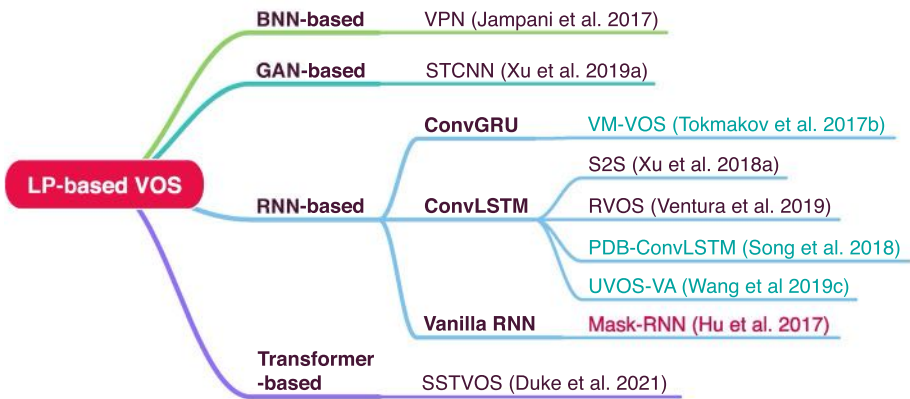 LP-based VOS
BNN-based
VPN (Jampani et al. 2017)
GAN-based
STCNN (Xu et al. 2019a)
RNN-based
ConvGRU
VM-VOS (Tokmakov et al. 2017b)
ConvLSTM
S2S (Xu et al. 2018a)
RVOS (Ventura et al. 2019)
PDB-ConvLSTM (Song et al. 2018)
UVOS-VA (Wang et al 2019c)
Vanilla RNN
Mask-RNN (Hu et al. 2017)
Transformer
-based
SSTVOS (Duke et al. 2021)